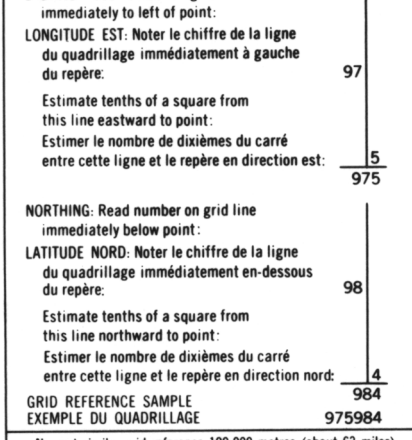 immediately to left of point:
LONGITUDE EST: Noter le chiffre de la ligne
du quadrillage immédiatement à gauche
du repère: 97
Estimate tenths of a square from
this line eastward to point:
Estimer le nombre de dixièmes du carré
entre cette ligne et le repère en direction est: 5
975
NORTHING: Read number on grid line
immediately below point:
LATITUDE NORD: Noter le chiffre de la ligne
du quadrillage immédiatement en-dessous
du repère: 98
Estimate tenths of a square from
this line northward to point:
Estimer le nombre de dixièmes du carré
entre cette ligne et le repère en direction nord: 4
984
GRID REFERENCE SAMPLE
EXEMPLE DU QUADRILLAGE 975984